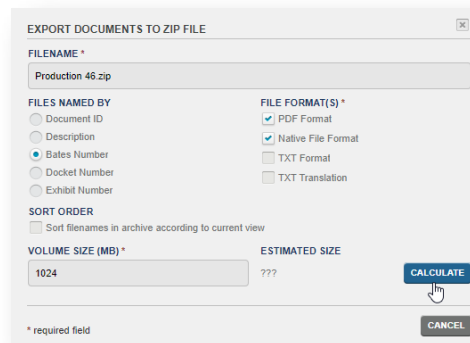 EXPORT DOCUMENTS TO ZIP FILE
FILENAME *
Production 46.zip
FILES NAMED BY
Document ID
Description
Bates Number
Docket Number
Exhibit Number
FILE FORMAT(S) *
PDF Format
Native File Format
TXT Format
TXT Translation
SORT ORDER
Sort filenames in archive according to current view
VOLUME SIZE (MB) *
1024
ESTIMATED SIZE
???
CALCULATE
* required field
CANCEL